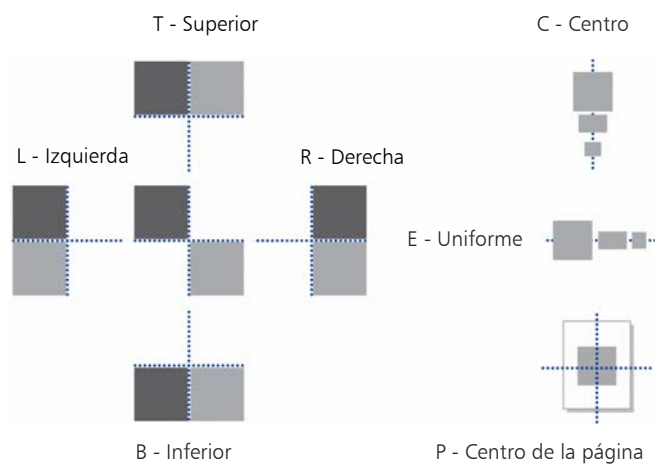 T - Superior
C - Centro
L - Izquierda
R - Derecha
E - Uniforme
B - Inferior
P - Centro de la página